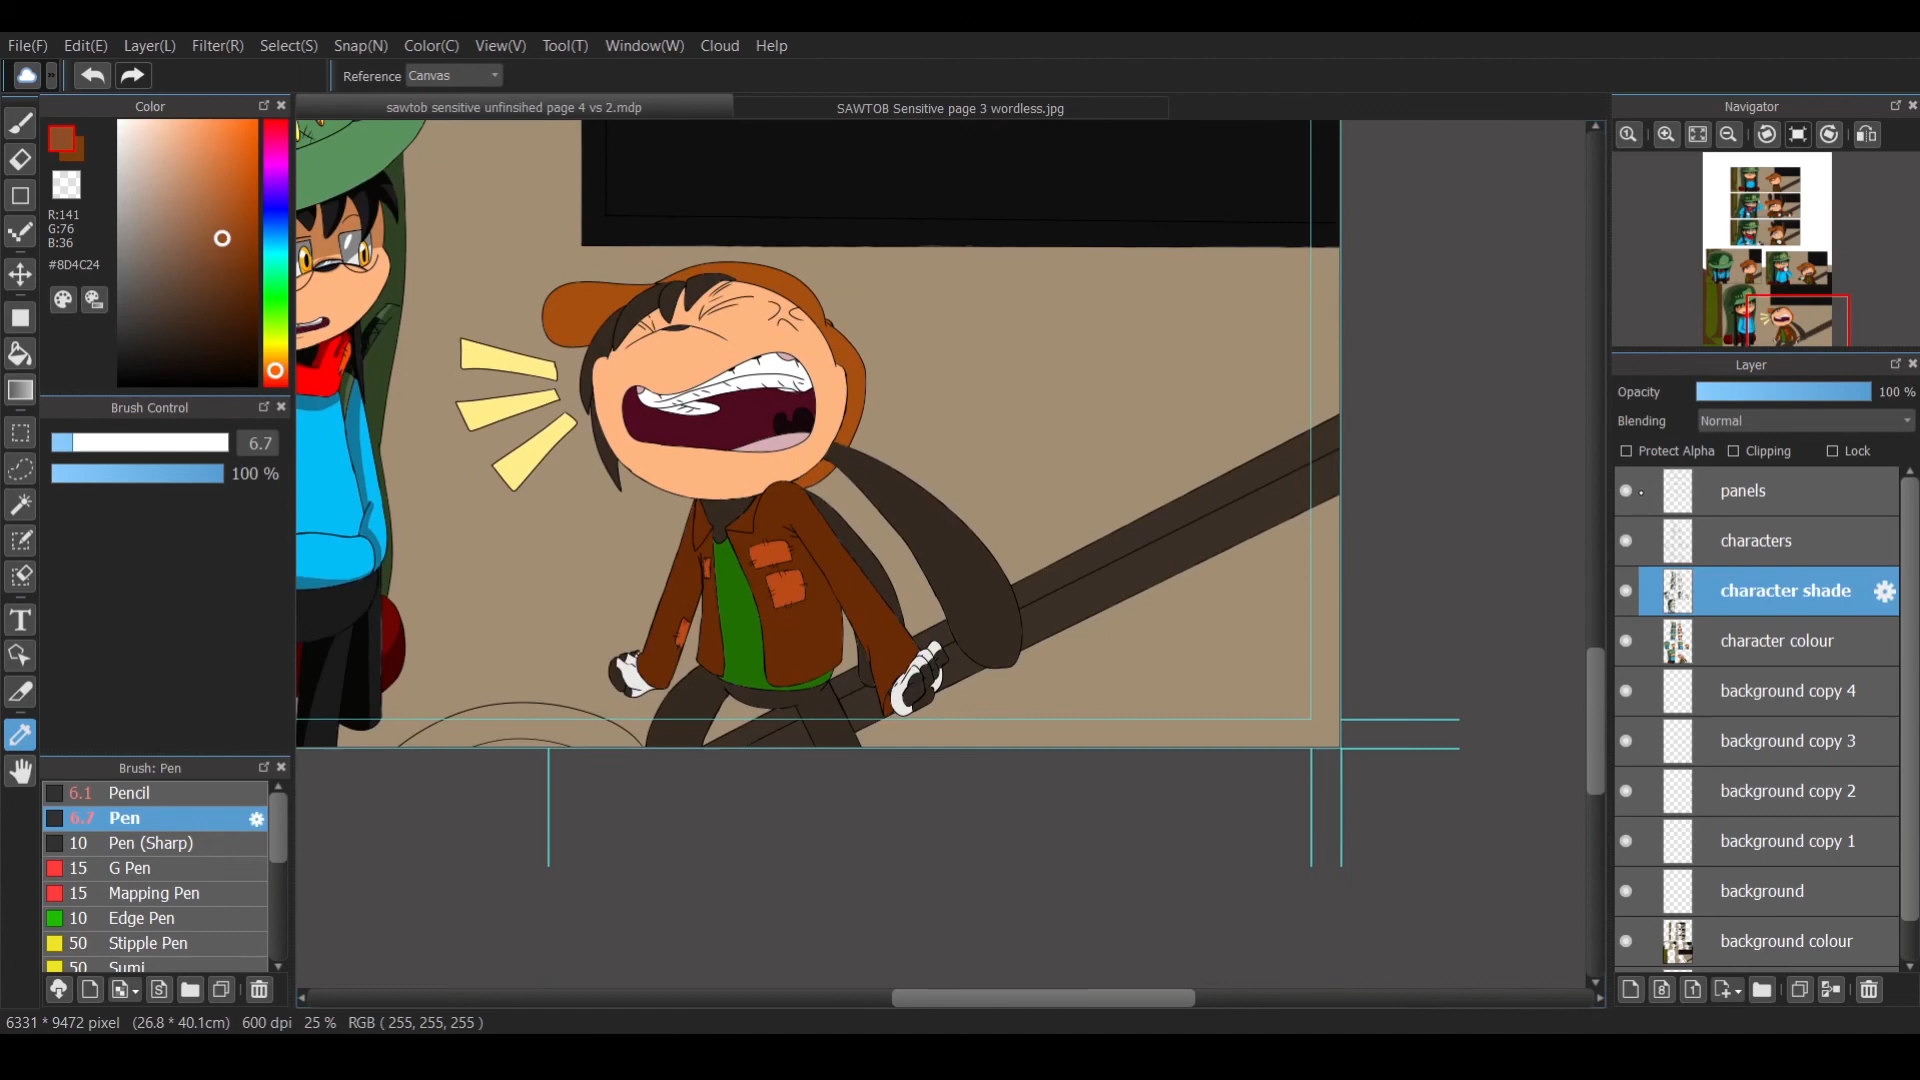 File(F) Edit(E) Layer(L) Filter(R) Select(S) Snap(N) Color(C) View(V) Tool(T) Window(W) Cloud Help
Reference Canvas
Color
sawtob sensitive unfinsihed page 4 vs 2.mdp
SAWTOB Sensitive page 3 wordless.jpg
Navigator
R:141
G:76
B:36
#8D4C24
Brush Control
6.7
100 %
Brush: Pen
6.1 Pencil
6.7 Pen
10 Pen (Sharp)
15 G Pen
15 Mapping Pen
10 Edge Pen
50 Stipple Pen
50 Sumi
Layer
Opacity 100 %
Blending Normal
Protect Alpha Clipping Lock
panels
characters
character shade
character colour
background copy 4
background copy 3
background copy 2
background copy 1
background
background colour
6331 * 9472 pixel (26.8 * 40.1cm) 600 dpi 25 % RGB ( 255, 255, 255 )